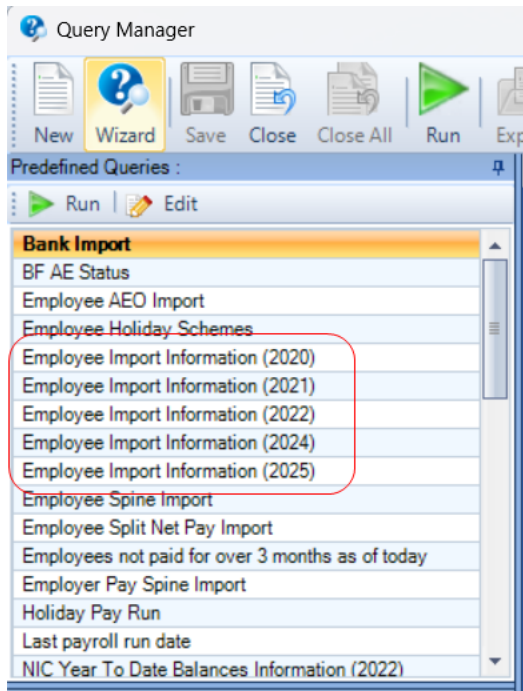 Query Manager
New Wizard Save Close Close All Run Exp
Predefined Queries :
Run Edit
Bank Import
BF AE Status
Employee AEO Import
Employee Holiday Schemes
Employee Import Information (2020)
Employee Import Information (2021)
Employee Import Information (2022)
Employee Import Information (2024)
Employee Import Information (2025)
Employee Spine Import
Employee Split Net Pay Import
Employees not paid for over 3 months as of today
Employer Pay Spine Import
Holiday Pay Run
Last payroll run date
NIC Year To Date Balances Information (2022)